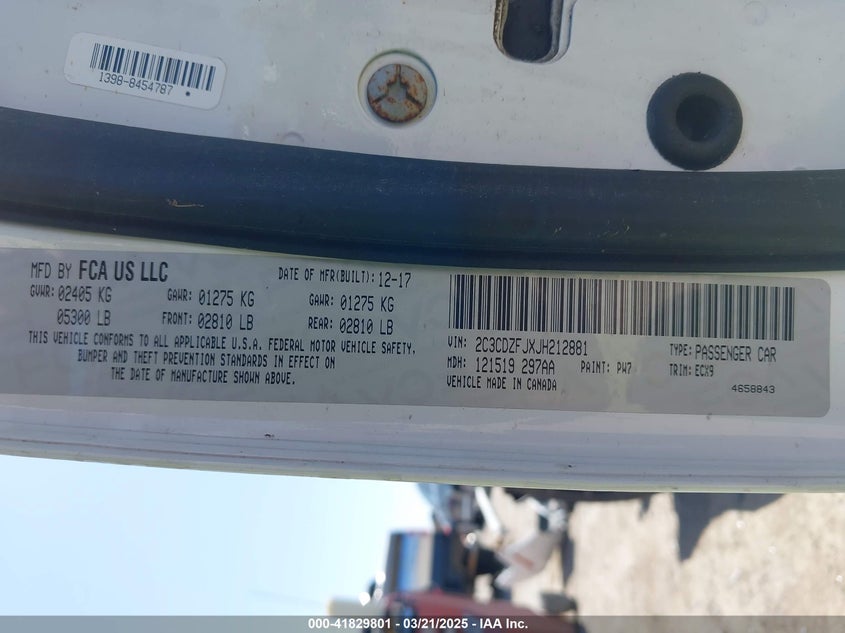 1398-8454787 *
MFD BY FCA US LLC DATE OF MFR(BUILT): 12-17
GVWR: 02405 KG GAWR: 01275 KG GAWR: 01275 KG
05300 LB FRONT: 02810 LB REAR: 02810 LB
THIS VEHICLE CONFORMS TO ALL APPLICABLE U.S.A. FEDERAL MOTOR VEHICLE SAFETY,
BUMPER AND THEFT PREVENTION STANDARDS IN EFFECT ON
THE DATE OF MANUFACTURE SHOWN ABOVE.
VIN: 2C3CDZFJXJH212881 TYPE: PASSENGER CAR
MDH: 121519 297AA PAINT: PW7 TRIM: ECX9
VEHICLE MADE IN CANADA 4658843
000-41829801 - 03/21/2025 - IAA Inc.